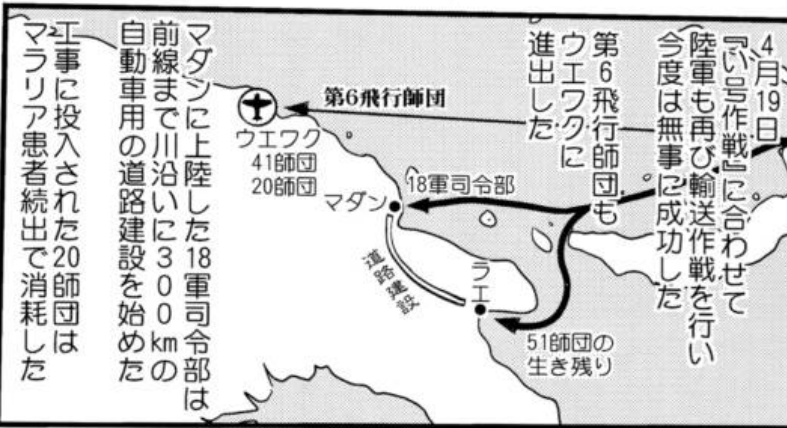 4月19日
『い号作戦』に合わせて
陸軍も再び輸送作戦を行い
今度は無事に成功した
第6飛行師団も
ウエワクに
進出した
第6飛行師団
ウエワク
41師団
20師団
18軍司令部
マダン
道路建設
ラエ
51師団の
生き残り
マダンに上陸した18軍司令部は
前線まで川沿いに300kmの
自動車用の道路建設を始めた
工事に投入された20師団は
マラリア患者続出で消耗した